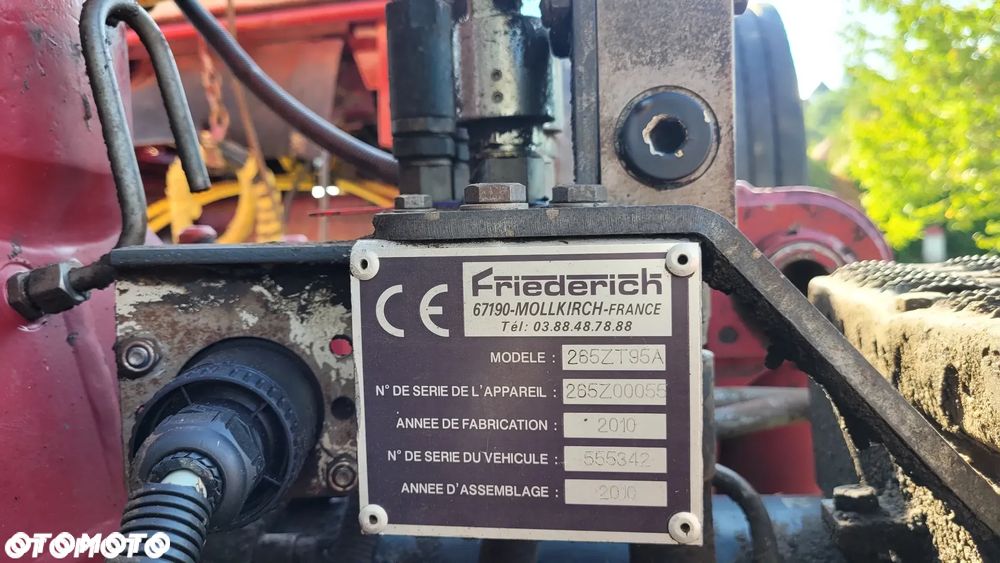 CE
Friederich
67190-MOLLKIRCH-FRANCE
Tél: 03.88.48.78.88
MODELE : 265ZT95A
N° DE SERIE DE L'APPAREIL : 265Z00055
ANNEE DE FABRICATION : 2010
N° DE SERIE DU VEHICULE : 555342
ANNEE D'ASSEMBLAGE : 2010
OTOMOTO